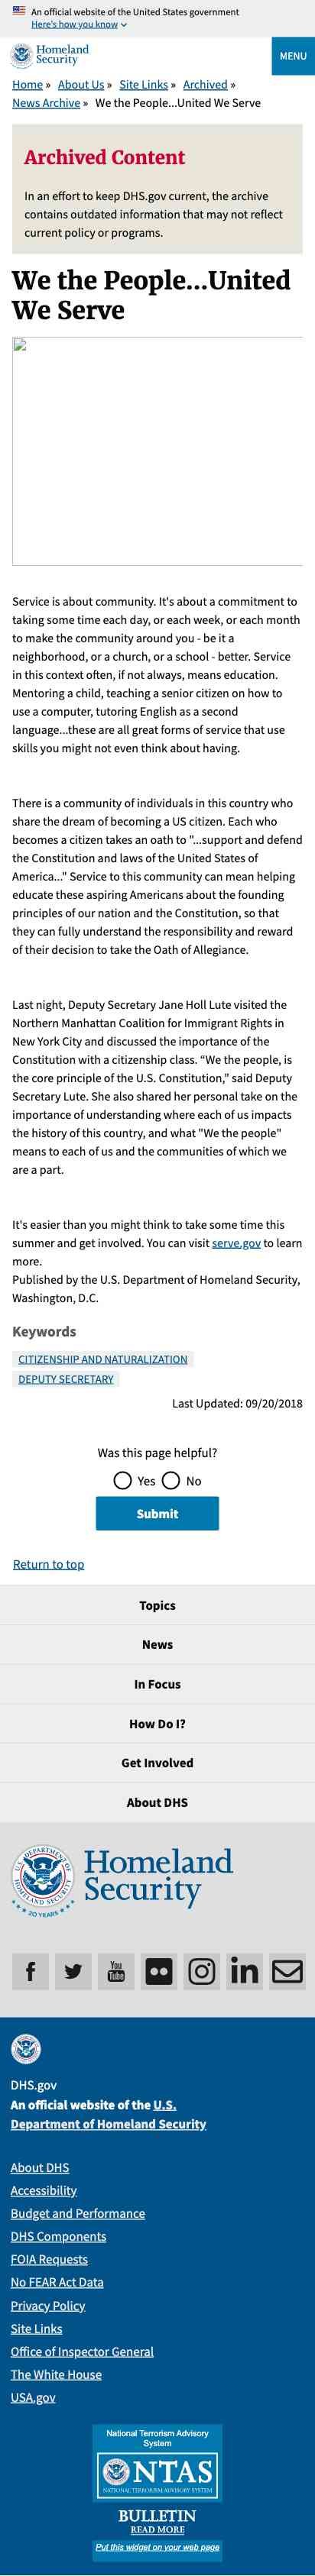 An official website of the United States government
Here's how you know
Homeland
Security
MENU
Home » About Us » Site Links » Archived »
News Archive » We the People...United We Serve
Archived Content
In an effort to keep DHS.gov current, the archive
contains outdated information that may not reflect
current policy or programs.
We the People...United
We Serve
Service is about community. It's about a commitment to
taking some time each day, or each week, or each month
to make the community around you - be it a
neighborhood, or a church, or a school - better. Service
in this context often, if not always, means education.
Mentoring a child, teaching a senior citizen on how to
use a computer, tutoring English as a second
language...these are all great forms of service that use
skills you might not even think about having.
There is a community of individuals in this country who
share the dream of becoming a US citizen. Each who
becomes a citizen takes an oath to "...support and defend
the Constitution and laws of the United States of
America..." Service to this community can mean helping
educate these aspiring Americans about the founding
principles of our nation and the Constitution, so that
they can fully understand the responsibility and reward
of their decision to take the Oath of Allegiance.
Last night, Deputy Secretary Jane Holl Lute visited the
Northern Manhattan Coalition for Immigrant Rights in
New York City and discussed the importance of the
Constitution with a citizenship class. “We the people, is
the core principle of the U.S. Constitution,” said Deputy
Secretary Lute. She also shared her personal take on the
importance of understanding where each of us impacts
the history of this country, and what "We the people"
means to each of us and the communities of which we
are a part.
It's easier than you might think to take some time this
summer and get involved. You can visit serve.gov to learn
more.
Published by the U.S. Department of Homeland Security,
Washington, D.C.
Keywords
CITIZENSHIP AND NATURALIZATION
DEPUTY SECRETARY
Last Updated: 09/20/2018
Was this page helpful?
Yes No
Submit
Return to top
Topics
News
In Focus
How Do I?
Get Involved
About DHS
U.S. DEPARTMENT OF HOMELAND SECURITY
20 YEARS
Homeland
Security
You
Tube
DHS.gov
An official website of the U.S.
Department of Homeland Security
About DHS
Accessibility
Budget and Performance
DHS Components
FOIA Requests
No FEAR Act Data
Privacy Policy
Site Links
Office of Inspector General
The White House
USA.gov
National Terrorism Advisory
System
NTAS
NATIONAL TERRORISM ADVISORY SYSTEM
BULLETIN
READ MORE
Put this widget on your web page